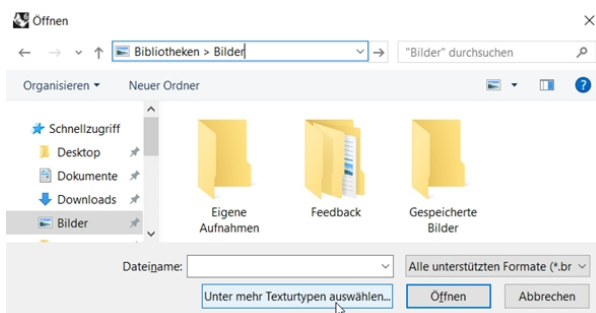 Öffnen
Bibliotheken > Bilder
"Bilder" durchsuchen
Organisieren
Neuer Ordner
Schnellzugriff
Desktop
Dokumente
Downloads
Bilder
Eigene
Aufnahmen
Feedback
Gespeicherte
Bilder
Dateiname:
Alle unterstützten Formate (*.br
Unter mehr Texturtypen auswählen...
Öffnen
Abbrechen